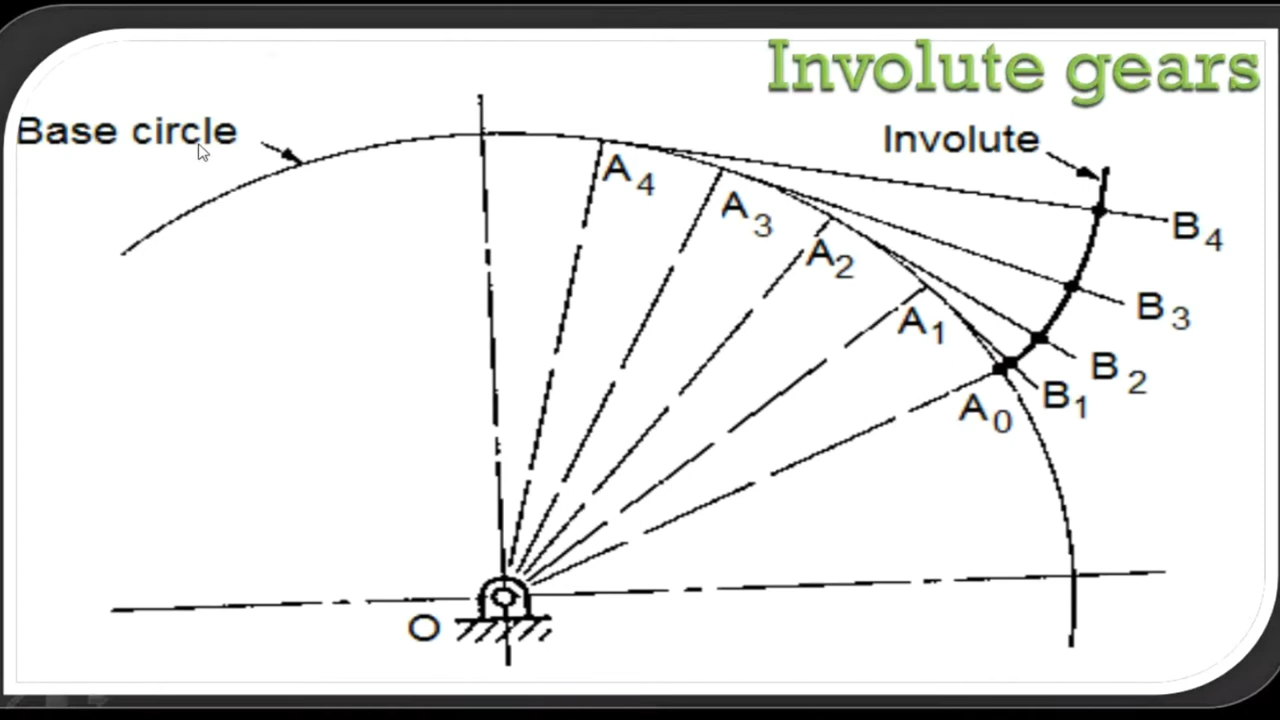 Involute gears
Base circle
Involute
A4
A3
A2
A1
A0
B4
B3
B2
B1
O